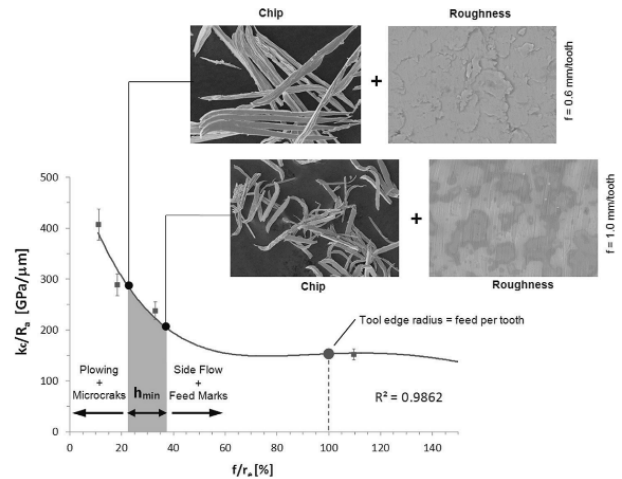 Chip
Roughness
+
f = 0.6 mm/tooth
+
f = 1.0 mm/tooth
Chip
Roughness
500
400
300
200
150
0
kc/Ra [GPa/μm]
Tool edge radius = feed per tooth
Plowing
+
Microcraks
hmin
Side Flow
+
Feed Marks
R² = 0.9862
0
20
40
60
80
100
120
140
f/re [%]